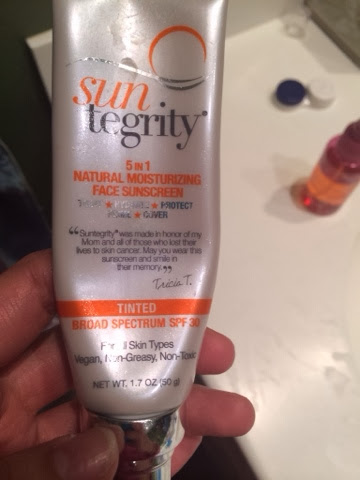 sun
tegrity®
5 IN 1
NATURAL MOISTURIZING
FACE SUNSCREEN
★ ★ PROTECT
★ COVER
“Suntegrity® was made in honor of my
Mom and all of those who lost their
lives to skin cancer. May you wear this
sunscreen and smile in
their memory.”
Tricia T.
TINTED
BROAD SPECTRUM SPF 30
For all Skin Types
Vegan, Non-Greasy, Non-Toxic
NET WT. 1.7 OZ (50 g)